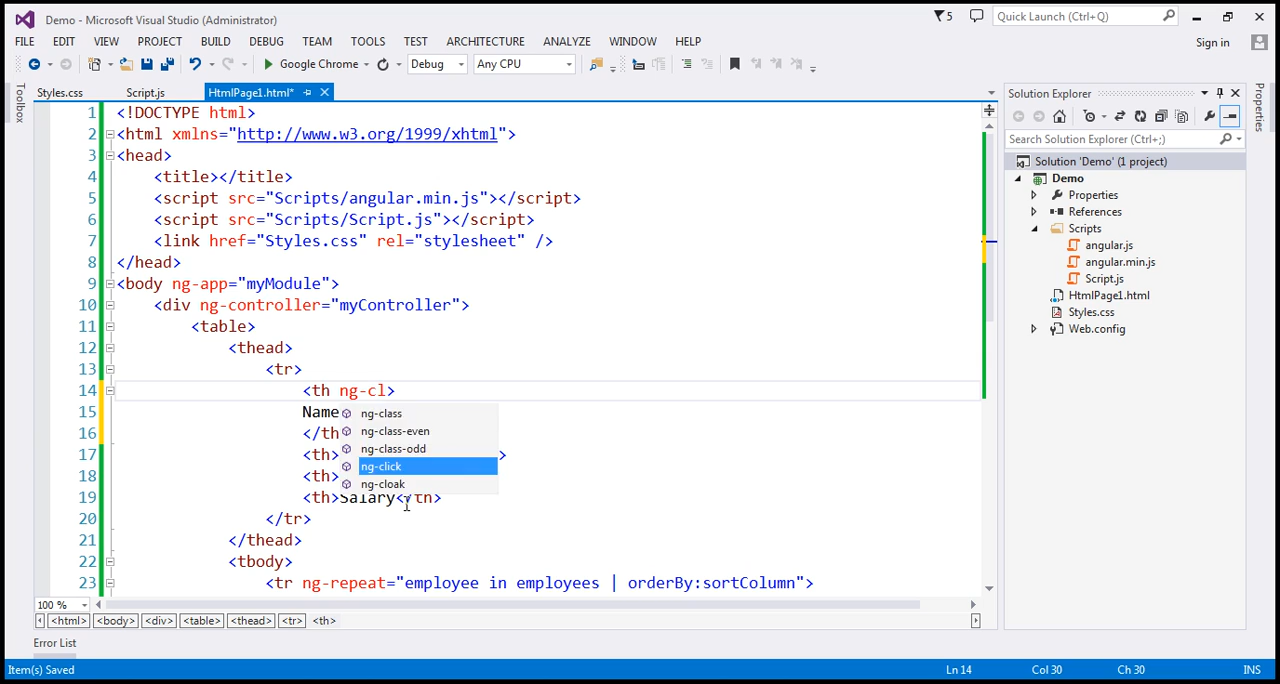 Demo - Microsoft Visual Studio (Administrator)
5
Quick Launch (Ctrl+Q)
FILE EDIT VIEW PROJECT BUILD DEBUG TEAM TOOLS TEST ARCHITECTURE ANALYZE WINDOW HELP
Sign in
Google Chrome Debug Any CPU
Toolbox
Styles.css Script.js HtmlPage1.html*
1 <!DOCTYPE html>
2 <html xmlns="http://www.w3.org/1999/xhtml">
3 <head>
4 <title></title>
5 <script src="Scripts/angular.min.js"></script>
6 <script src="Scripts/Script.js"></script>
7 <link href="Styles.css" rel="stylesheet" />
8 </head>
9 <body ng-app="myModule">
10 <div ng-controller="myController">
11 <table>
12 <thead>
13 <tr>
14 <th ng-cl>
15 Name
16 </th
17 <th> >
18 <th>
19 <th>Salary</th>
20 </tr>
21 </thead>
22 <tbody>
23 <tr ng-repeat="employee in employees | orderBy:sortColumn">
ng-class
ng-class-even
ng-class-odd
ng-click
ng-cloak
100 %
<html> <body> <div> <table> <thead> <tr> <th>
Error List
Item(s) Saved
Ln 14 Col 30 Ch 30 INS
Solution Explorer
Search Solution Explorer (Ctrl+;)
Solution 'Demo' (1 project)
Demo
Properties
References
Scripts
angular.js
angular.min.js
Script.js
HtmlPage1.html
Styles.css
Web.config
Properties